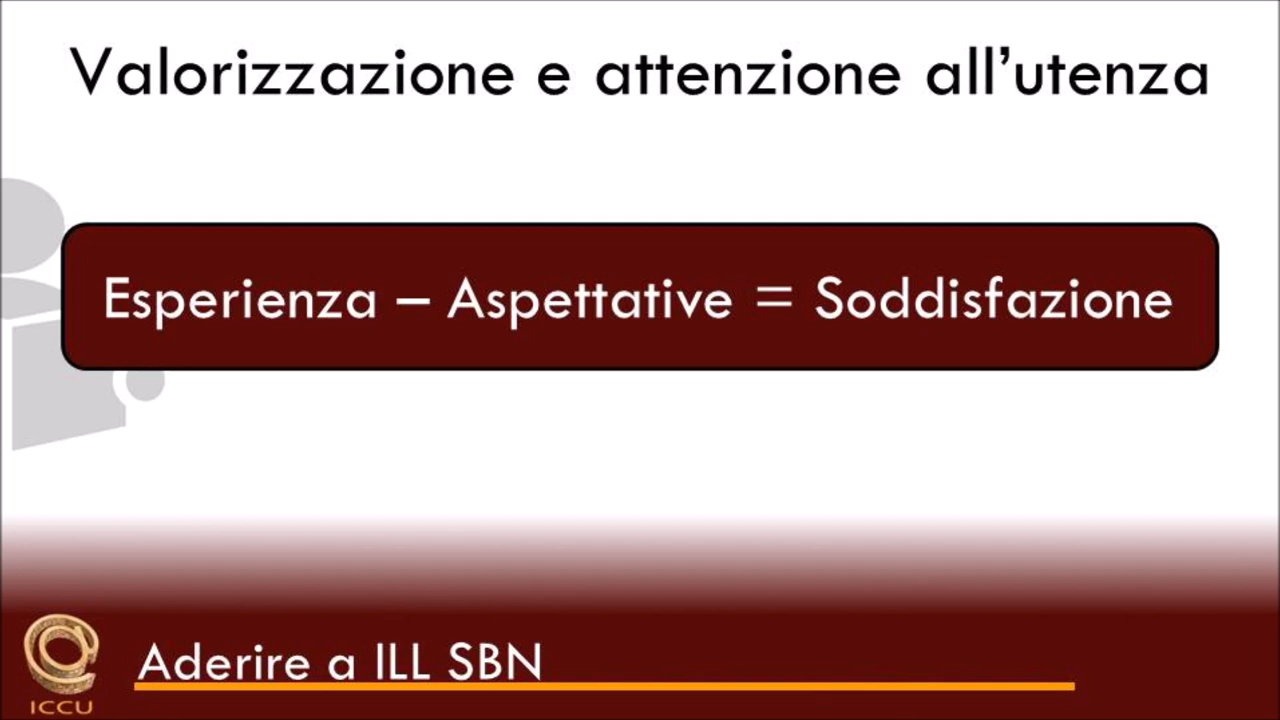 Valorizzazione e attenzione all’utenza
Esperienza – Aspettative = Soddisfazione
Aderire a ILL SBN
ICCU